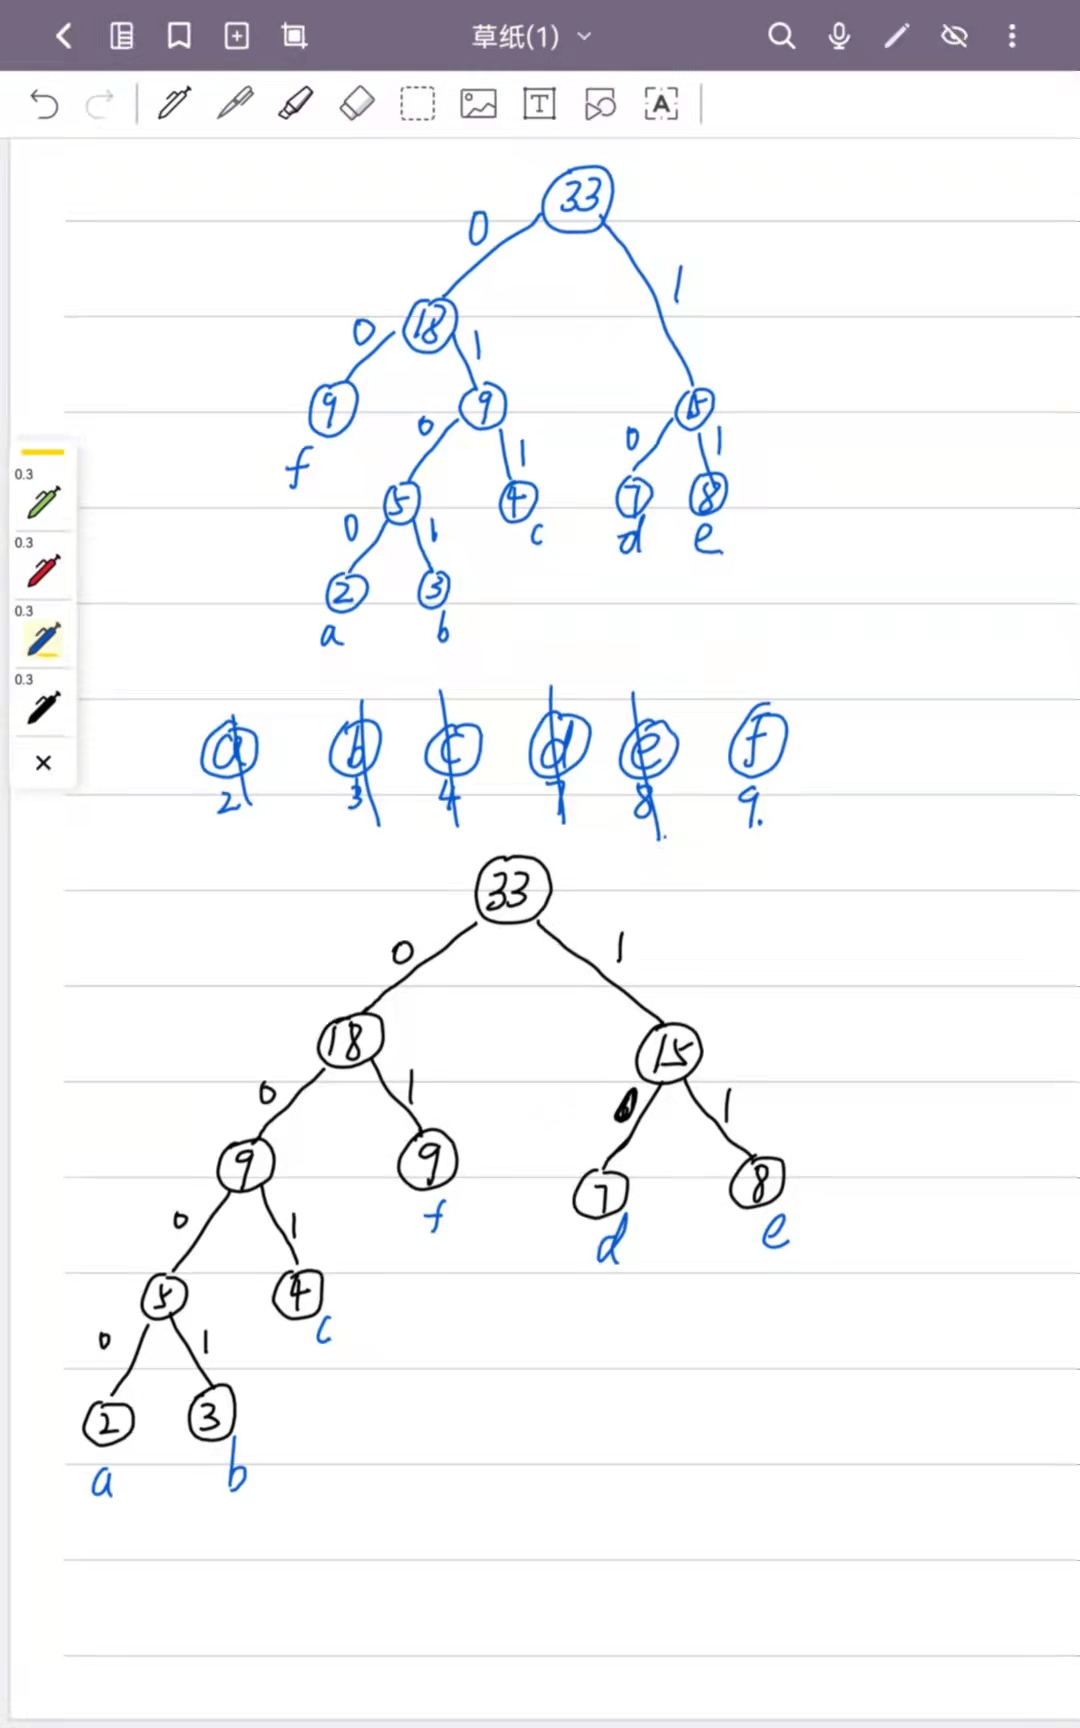 草纸(1)
T A
33
0 1
18
0 1
9 9 15
f 0 1 0 1
5 4 7 8
0 1 c d e
2 3
a b
0.3
0.3
0.3
0.3
a b c d e f
2 3 4 7 8. 9.
33
0 1
18 15
0 1 0 1
9 9 7 8
f d e
0 1
5 4
c
0 1
2 3
a b